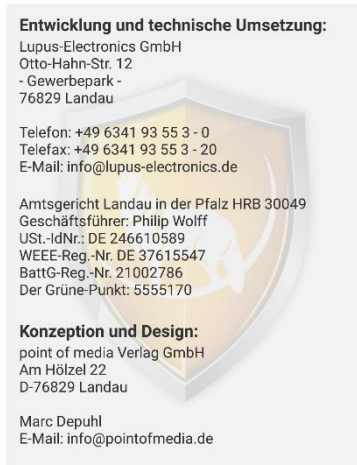 Entwicklung und technische Umsetzung:
Lupus-Electronics GmbH
Otto-Hahn-Str. 12
- Gewerbepark -
76829 Landau
Telefon: +49 6341 93 55 3 - 0
Telefax: +49 6341 93 55 3 - 20
E-Mail: info@lupus-electronics.de
Amtsgericht Landau in der Pfalz HRB 30049
Geschäftsführer: Philip Wolff
USt.-IdNr.: DE 246610589
WEEE-Reg.-Nr. DE 37615547
BattG-Reg.-Nr. 21002786
Der Grüne-Punkt: 5555170
Konzeption und Design:
point of media Verlag GmbH
Am Hölzel 22
D-76829 Landau
Marc Depuhl
E-Mail: info@pointofmedia.de